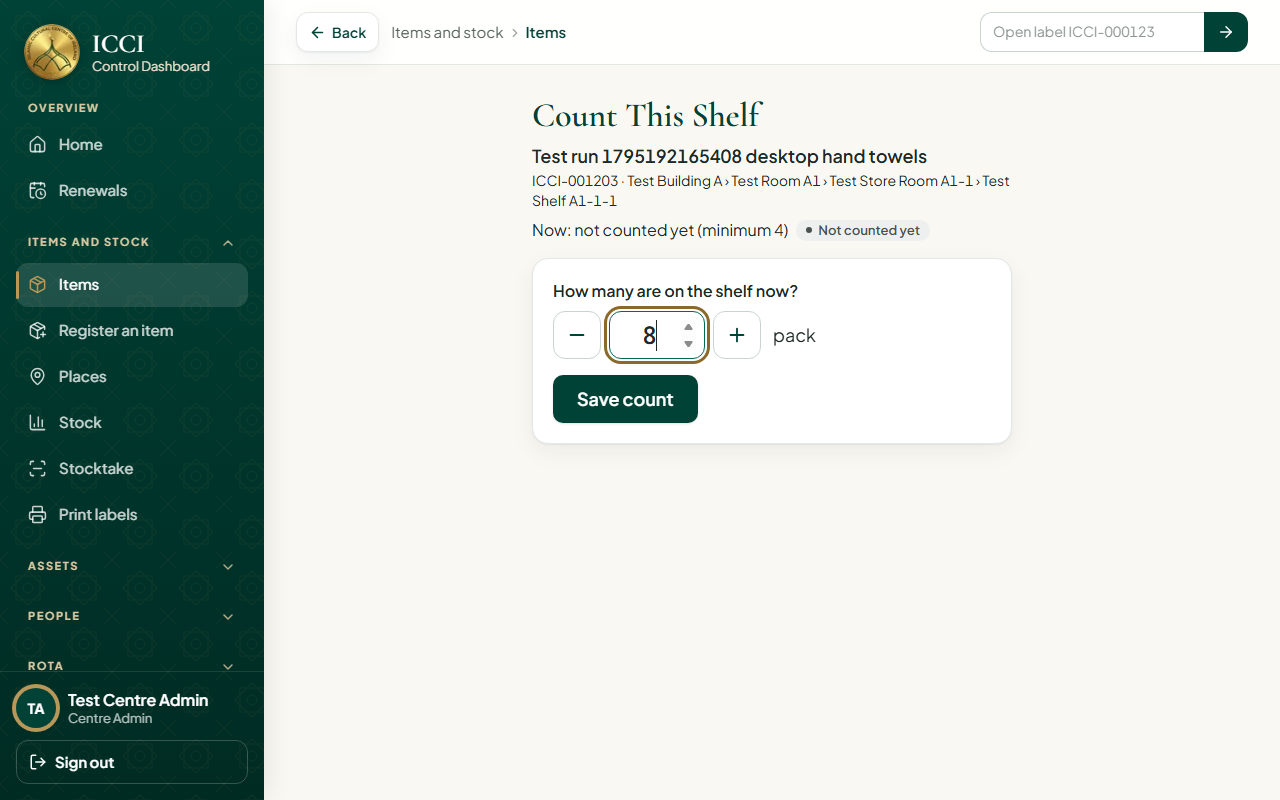 ICCI
Control Dashboard
OVERVIEW
Home
Renewals
ITEMS AND STOCK
Items
Register an item
Places
Stock
Stocktake
Print labels
ASSETS
PEOPLE
ROTA
TA
Test Centre Admin
Centre Admin
Sign out
Back
Items and stock › Items
Open label ICCI-000123
Count This Shelf
Test run 1795192165408 desktop hand towels
ICCI-001203 · Test Building A › Test Room A1 › Test Store Room A1-1 › Test
Shelf A1-1-1
Now: not counted yet (minimum 4) Not counted yet
How many are on the shelf now?
− 8 + pack
Save count